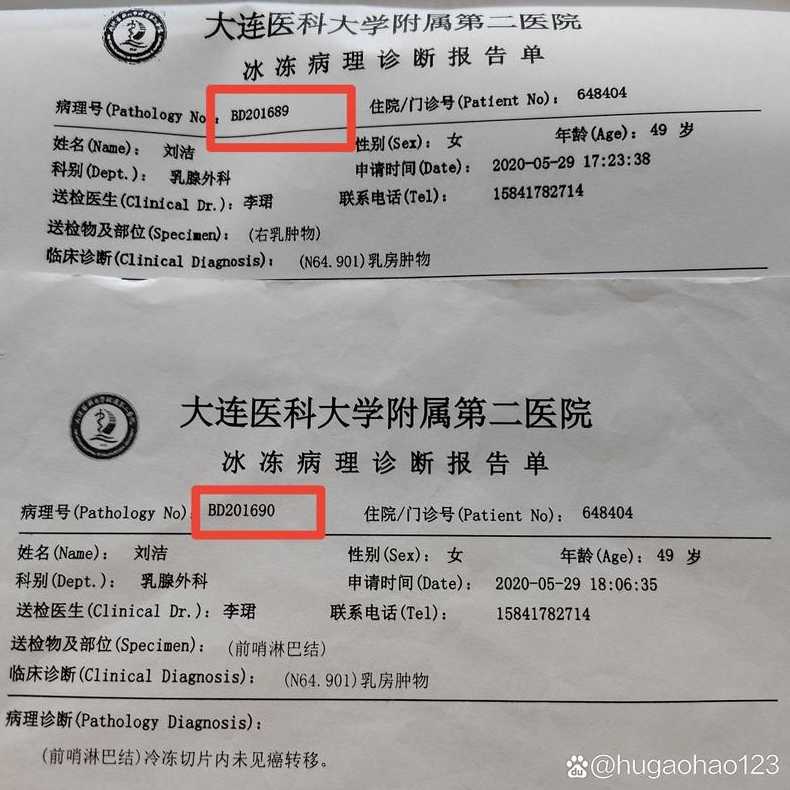 大连医科大学附属第二医院
冰冻病理诊断报告单
病理号(Pathology No): BD201689 住院/门诊号(Patient No): 648404
姓名(Name): 刘洁 性别(Sex): 女 年龄(Age): 49 岁
科别(Dept.): 乳腺外科 申请时间(Date): 2020-05-29 17:23:38
送检医生(Clinical Dr.): 李珺 联系电话(Tel): 15841782714
送检物及部位(Specimen): (右乳肿物)
临床诊断(Clinical Diagnosis): (N64.901)乳房肿物
大连医科大学附属第二医院
冰冻病理诊断报告单
病理号(Pathology No): BD201690 住院/门诊号(Patient No): 648404
姓名(Name): 刘洁 性别(Sex): 女 年龄(Age): 49 岁
科别(Dept.): 乳腺外科 申请时间(Date): 2020-05-29 18:06:35
送检医生(Clinical Dr.): 李珺 联系电话(Tel): 15841782714
送检物及部位(Specimen): (前哨淋巴结)
临床诊断(Clinical Diagnosis): (N64.901)乳房肿物
病理诊断(Pathology Diagnosis):
(前哨淋巴结)冷冻切片内未见癌转移。
@hugaohao123